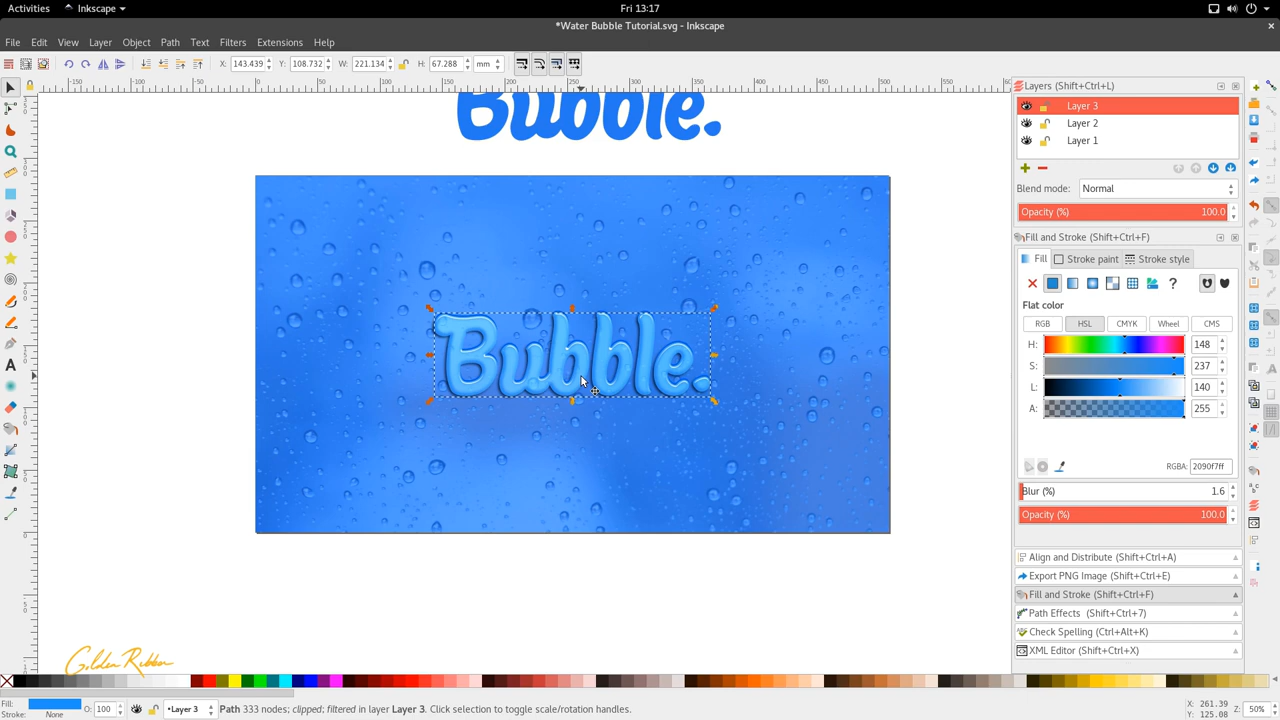 Activities
Inkscape
Fri 13:17
*Water Bubble Tutorial.svg - Inkscape
File Edit View Layer Object Path Text Filters Extensions Help
X: 143.439 Y: 108.732 W: 221.134 H: 67.288 mm
Bubble.
Bubble.
Golden Ribbon
Layers (Shift+Ctrl+L)
Layer 3
Layer 2
Layer 1
Blend mode: Normal
Opacity (%) 100.0
Fill and Stroke (Shift+Ctrl+F)
Fill Stroke paint Stroke style
?
Flat color
RGB HSL CMYK Wheel CMS
H: 148
S: 237
L: 140
A: 255
RGBA: 2090f7ff
Blur (%) 1.6
Opacity (%) 100.0
Align and Distribute (Shift+Ctrl+A)
Export PNG Image (Shift+Ctrl+E)
Fill and Stroke (Shift+Ctrl+F)
Path Effects (Shift+Ctrl+7)
Check Spelling (Ctrl+Alt+K)
XML Editor (Shift+Ctrl+X)
Fill:
Stroke: None
O: 100
•Layer 3
Path 333 nodes; clipped; filtered in layer Layer 3. Click selection to toggle scale/rotation handles.
X: 261.39
Y: 125.08
Z: 50%